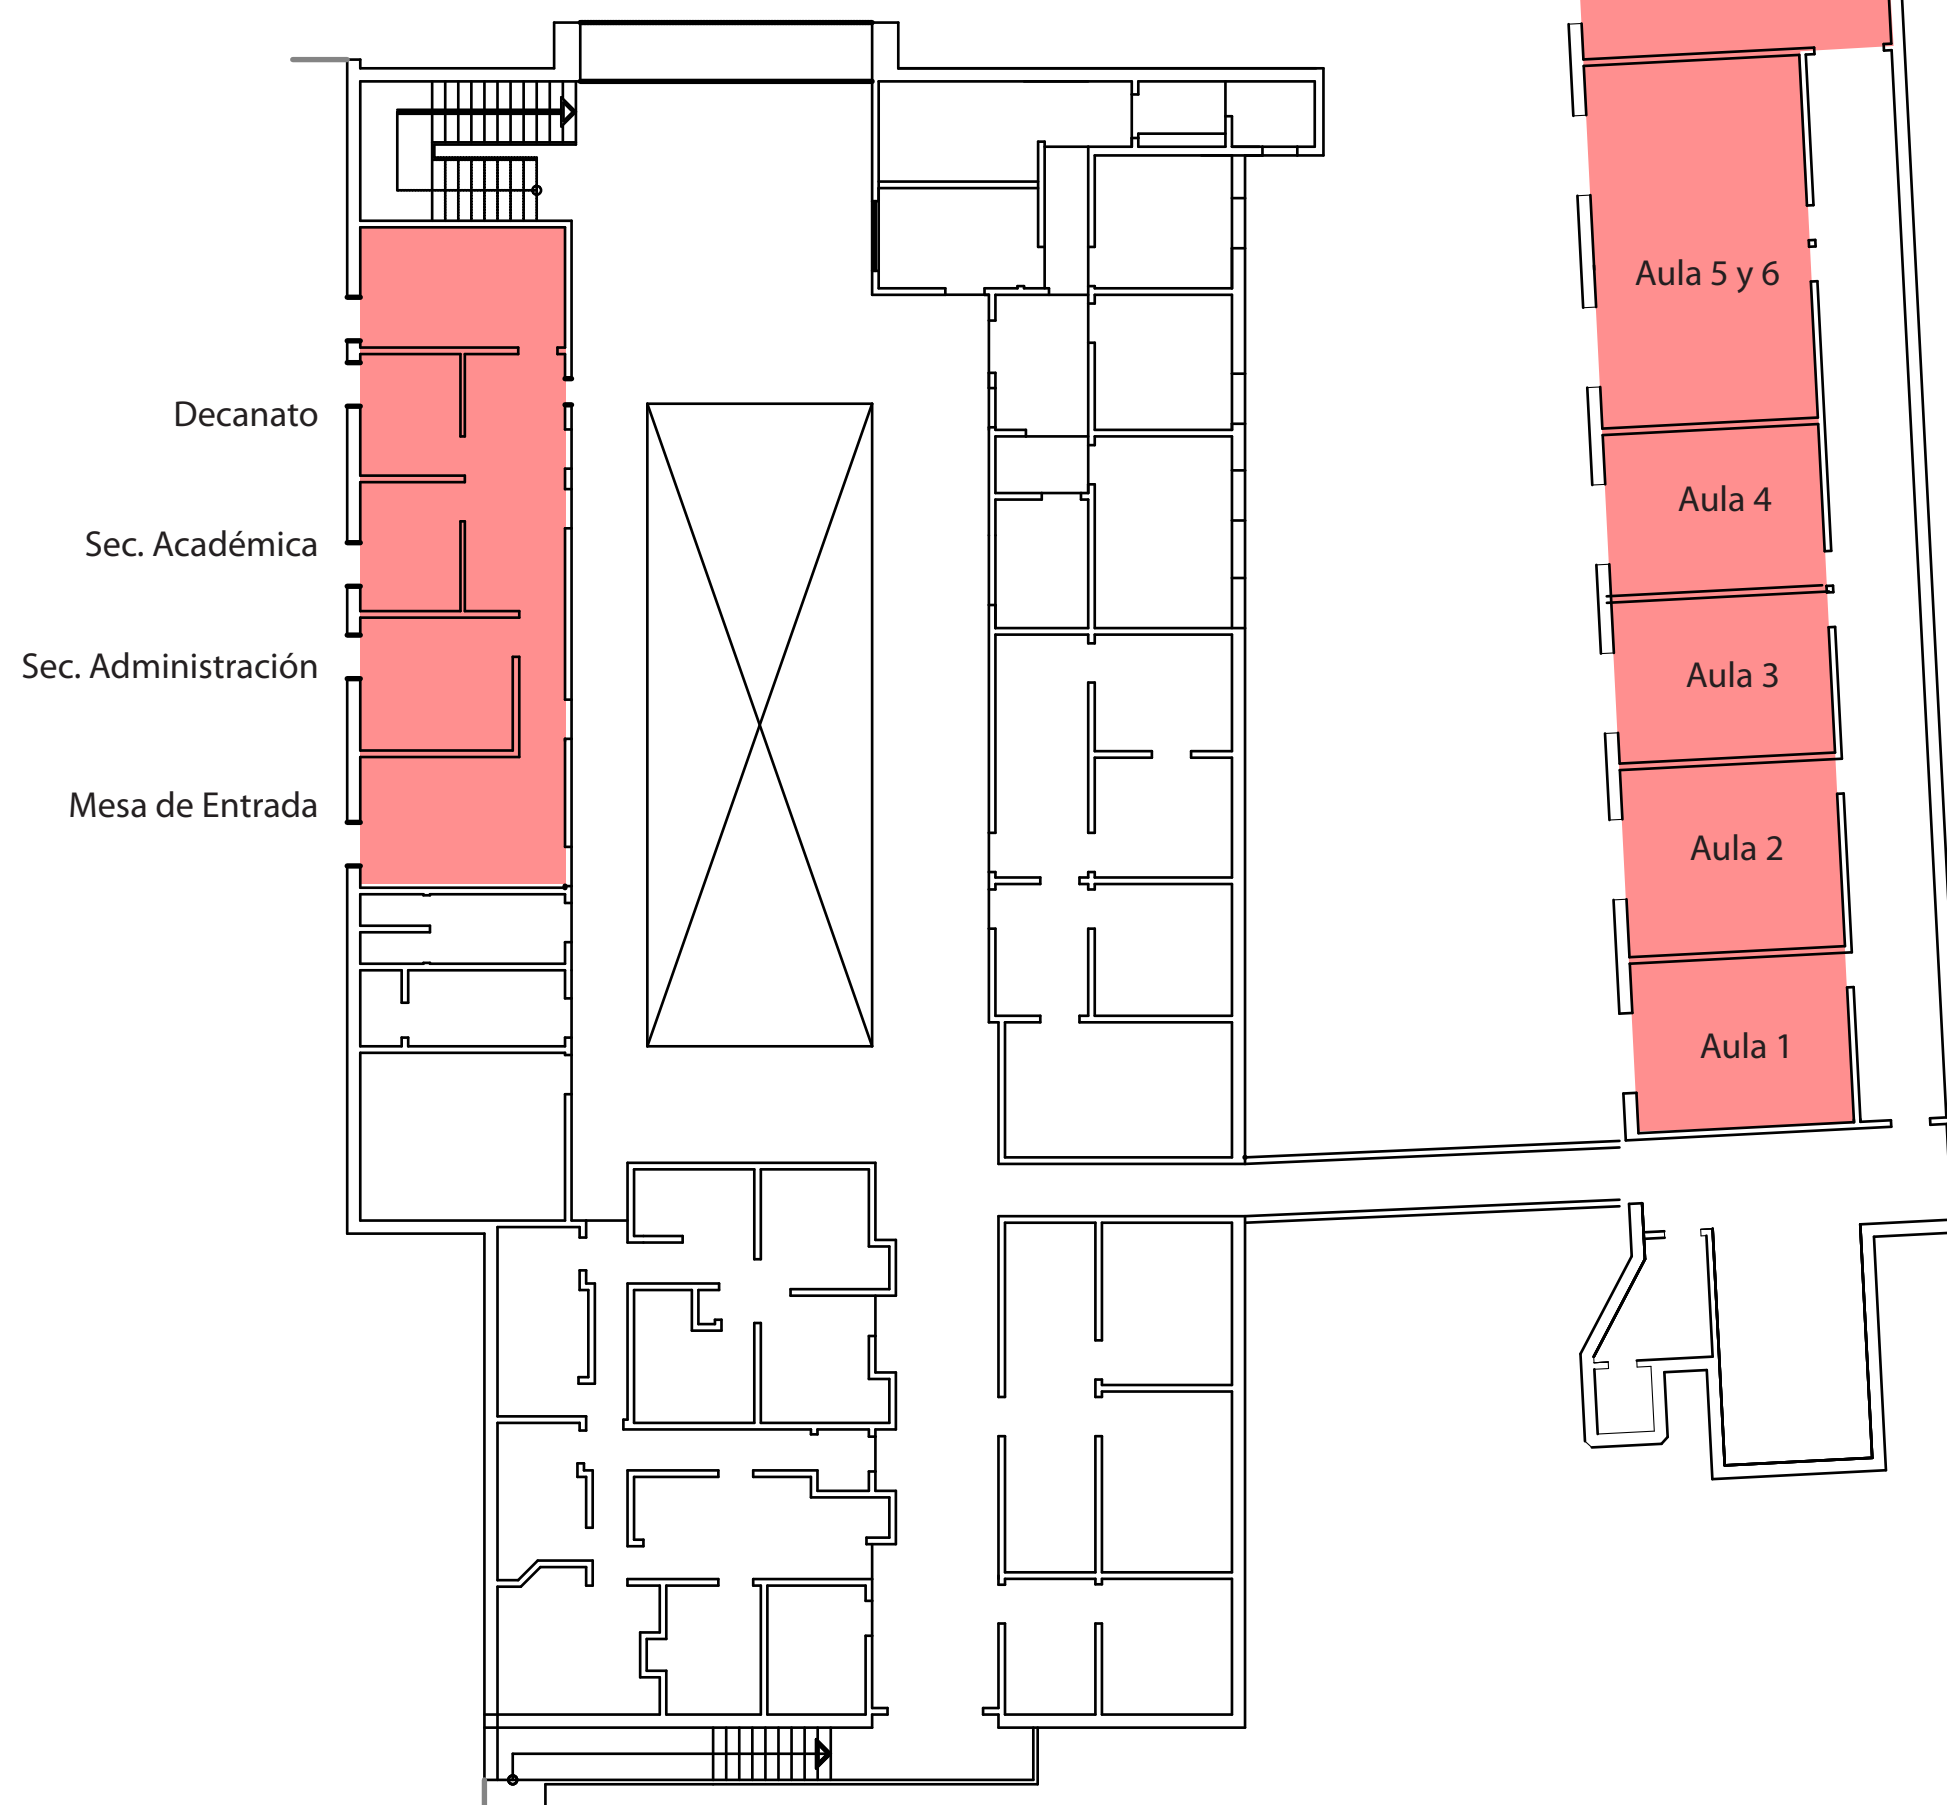 Decanato
Sec. Académica
Sec. Administración
Mesa de Entrada
Aula 5 y 6
Aula 4
Aula 3
Aula 2
Aula 1